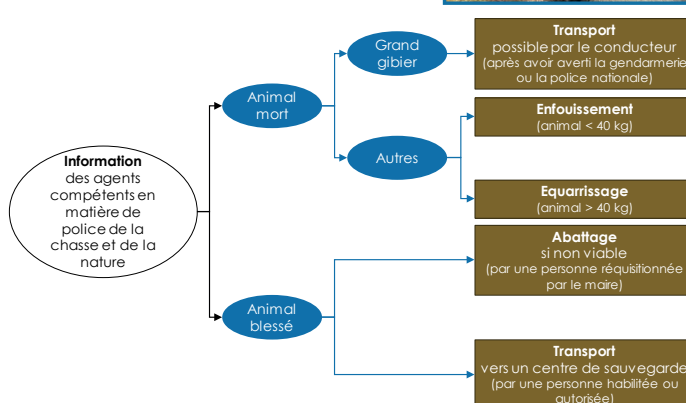 Information
des agents
compétents en
matière de
police de la
chasse et de la
nature
Animal
mort
Animal
blessé
Grand
gibier
Autres
Transport
possible par le conducteur
(après avoir averti la gendarmerie
ou la police nationale)
Enfouissement
(animal < 40 kg)
Equarrissage
(animal > 40 kg)
Abattage
si non viable
(par une personne réquisitionnée
par le maire)
Transport
vers un centre de sauvegarde
(par une personne habilitée ou
autorisée)